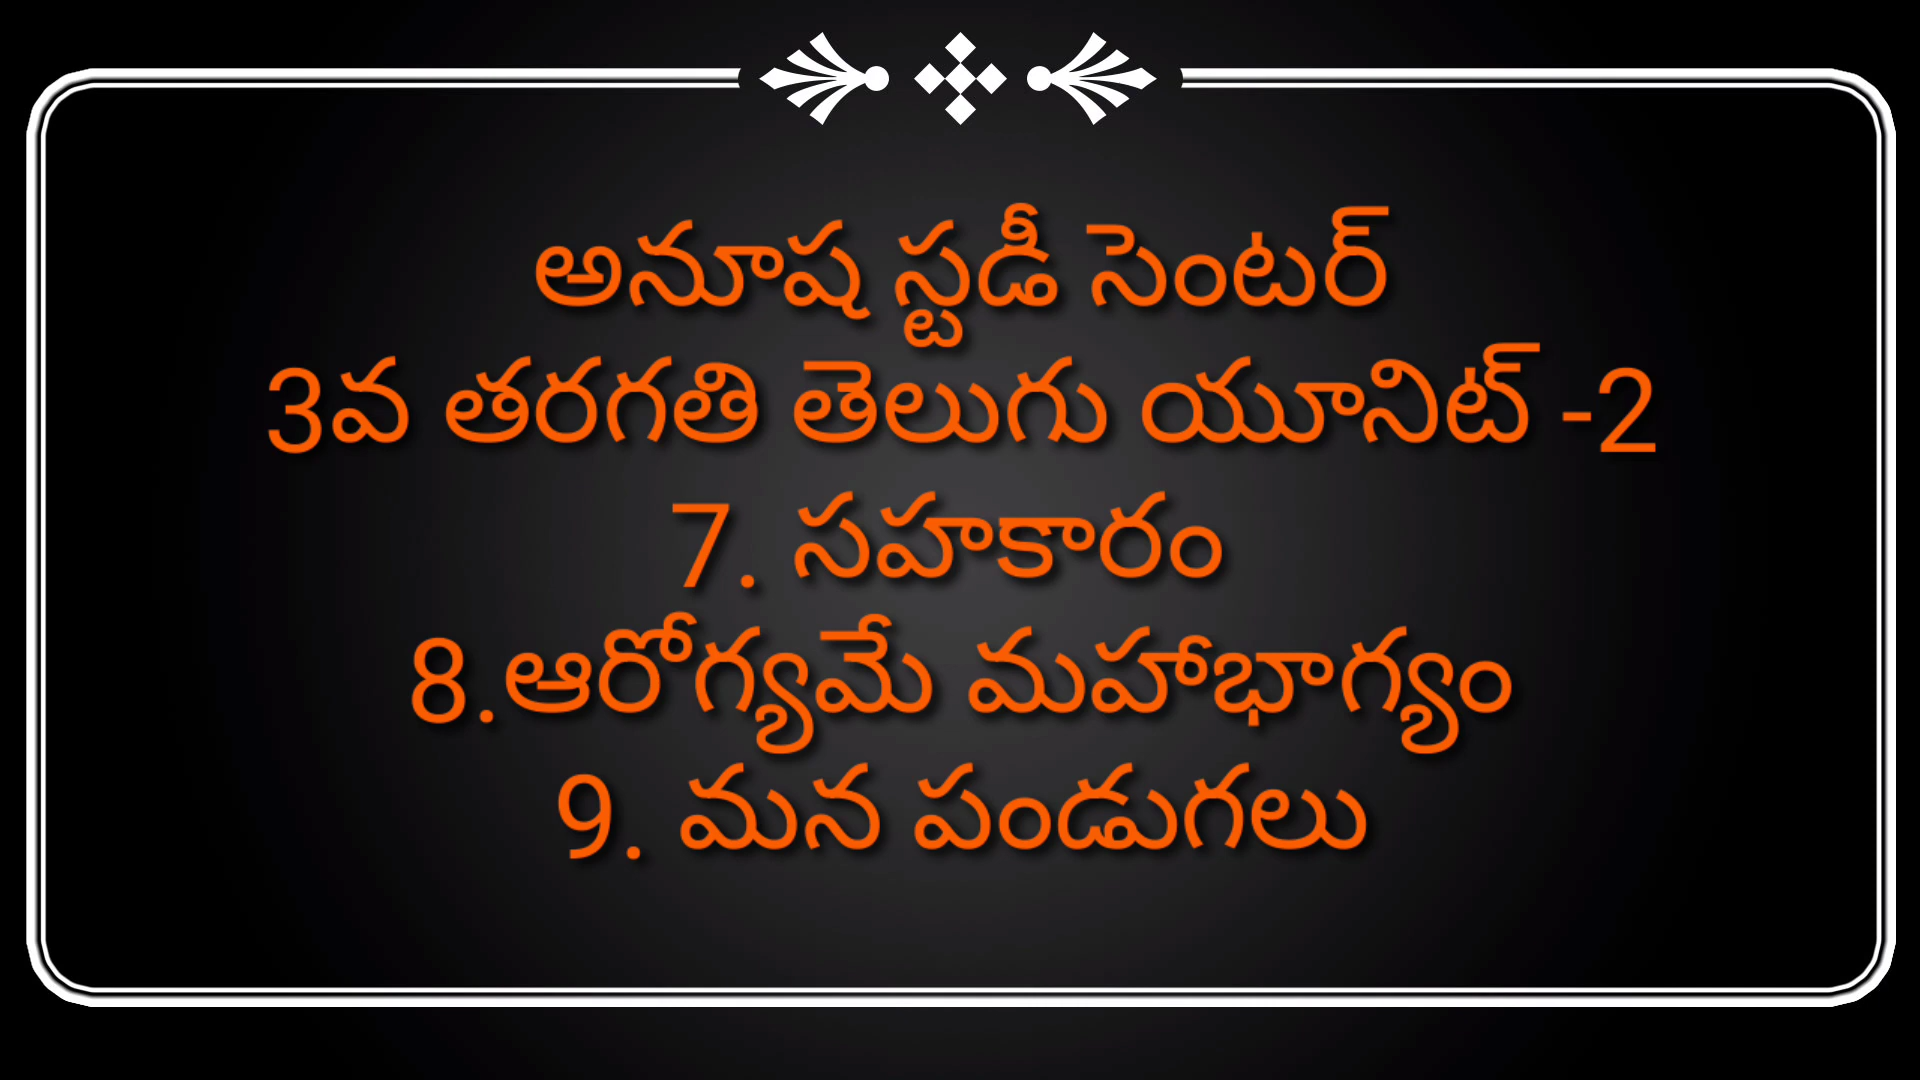 అనూష స్టడీ సెంటర్
3వ తరగతి తెలుగు యూనిట్ -2
7. సహకారం
8.ఆరోగ్యమే మహాభాగ్యం
9. మన పండుగలు